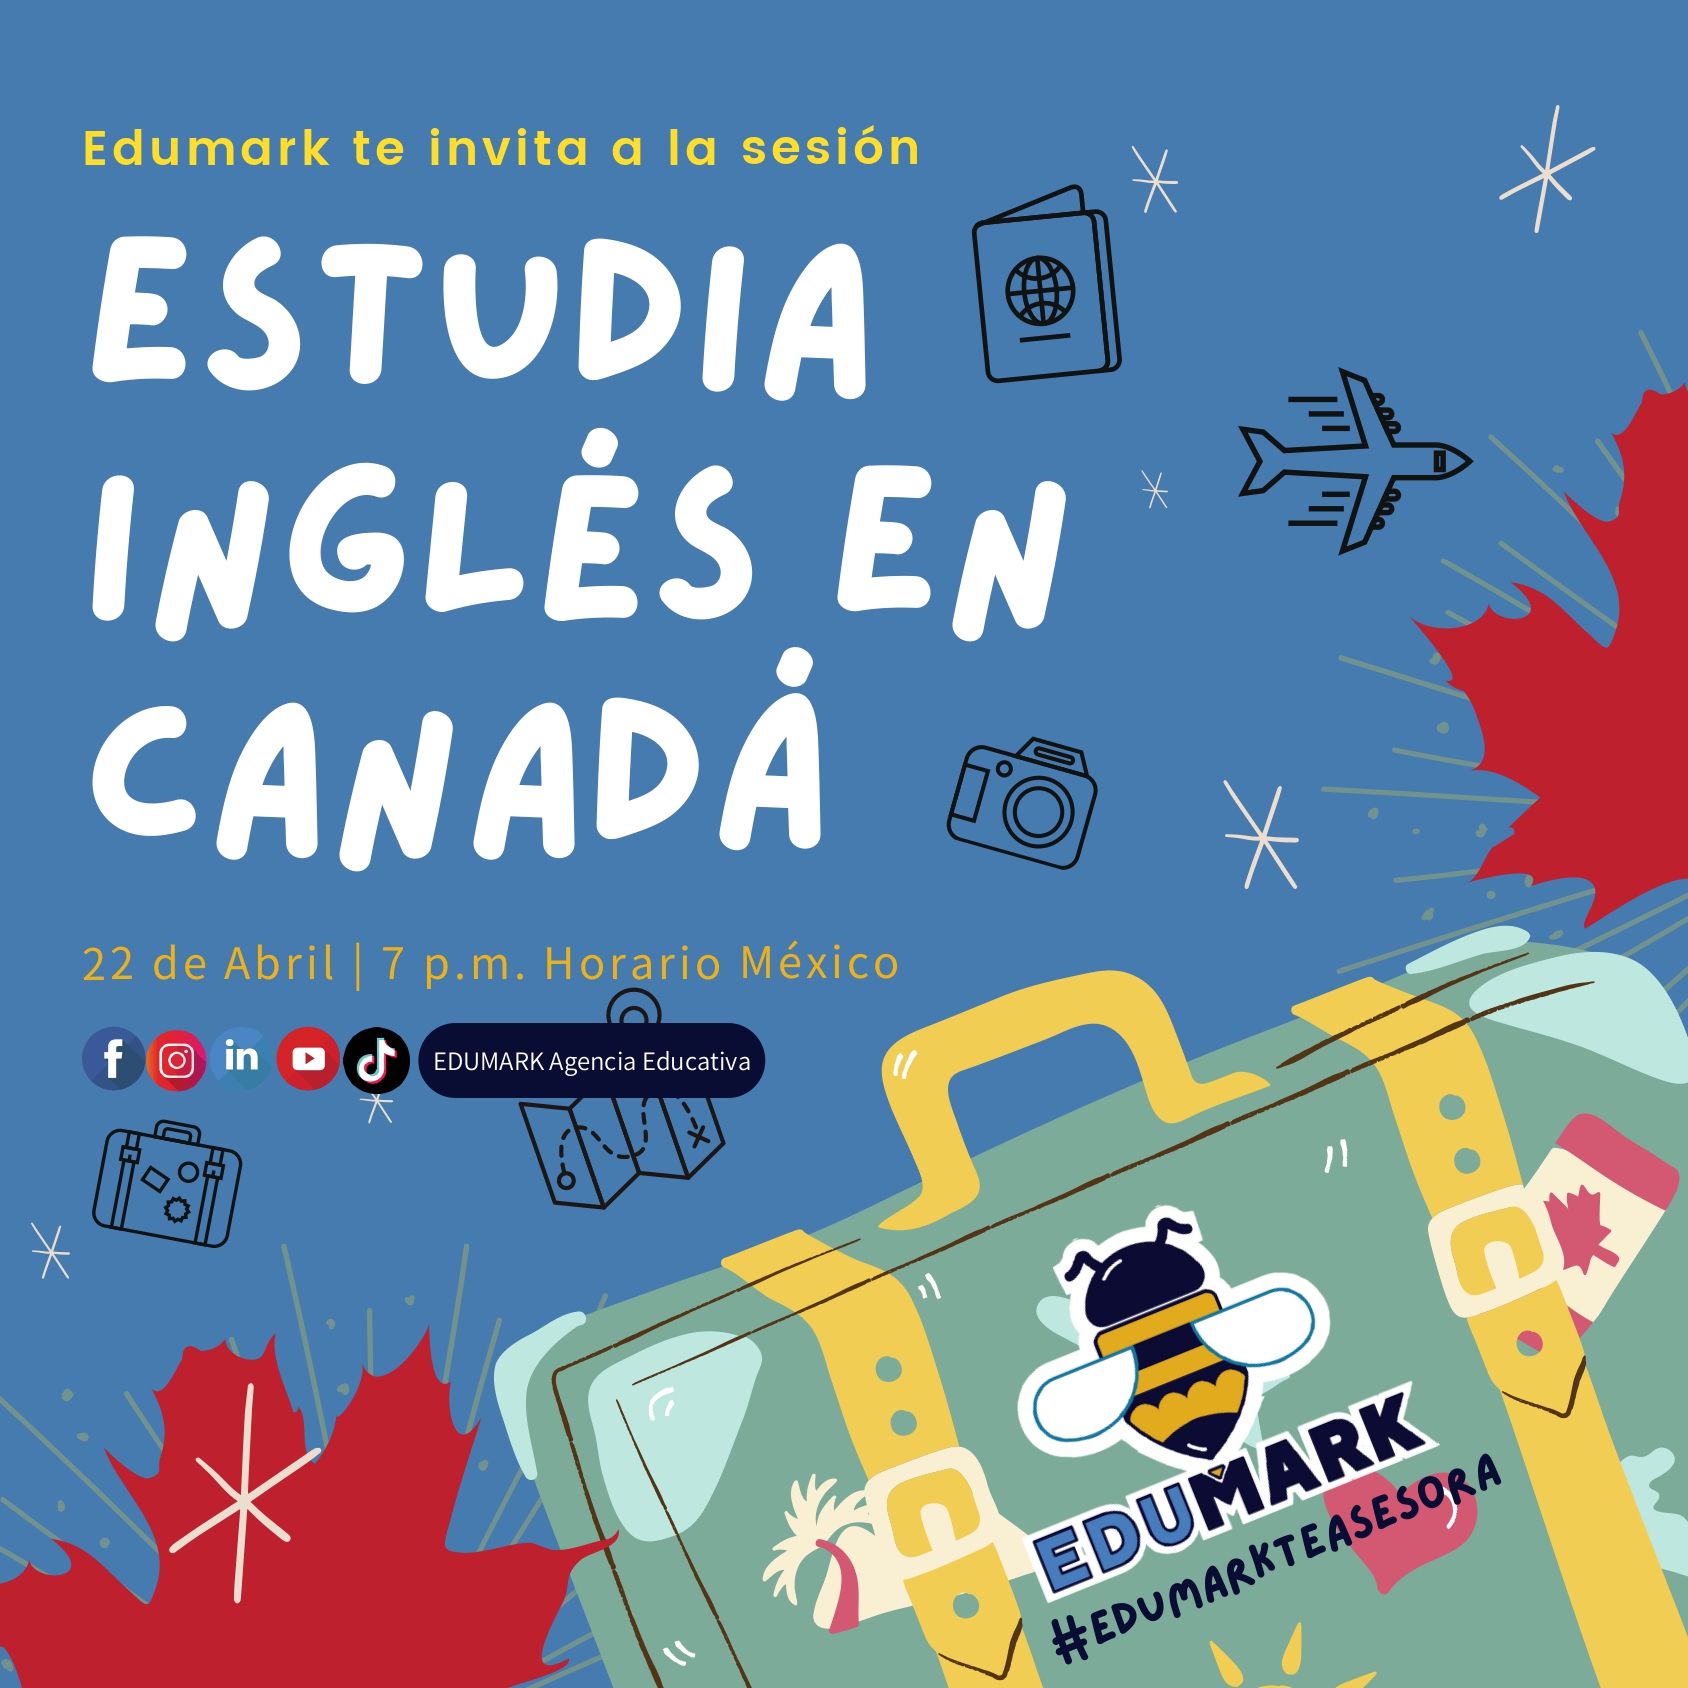 Edumark te invita a la sesión
ESTUDIA
INGLÉS EN
CANADÁ
22 de Abril | 7 p.m. Horario México
EDUMARK Agencia Educativa
EDUMARK
#EDUMARKTEASESORA